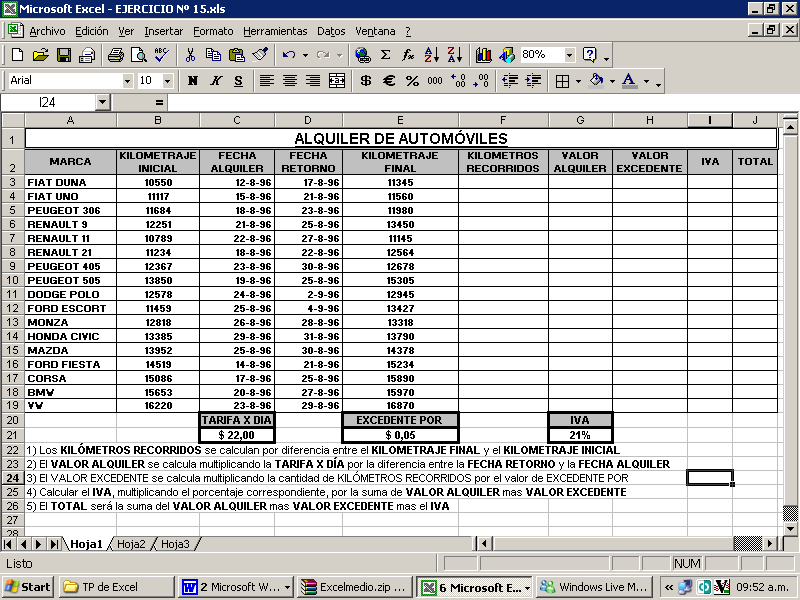 Microsoft Excel - EJERCICIO Nº 15.xls
Archivo Edición Ver Insertar Formato Herramientas Datos Ventana ?
80%
Arial 10 N K S $ € % 000
I24 =
A B C D E F G H I J
1 ALQUILER DE AUTOMÓVILES
MARCA KILOMETRAJE FECHA FECHA KILOMETRAJE KILOMETROS VALOR VALOR IVA TOTAL
2 INICIAL ALQUILER RETORNO FINAL RECORRIDOS ALQUILER EXCEDENTE
3 FIAT DUNA 10550 12-8-96 17-8-96 11345
4 FIAT UNO 11117 15-8-96 21-8-96 11560
5 PEUGEOT 306 11684 18-8-96 23-8-96 11980
6 RENAULT 9 12251 21-8-96 25-8-96 13450
7 RENAULT 11 10789 22-8-96 27-8-96 11145
8 RENAULT 21 11234 18-8-96 22-8-96 12564
9 PEUGEOT 405 12367 23-8-96 30-8-96 12678
10 PEUGEOT 505 13850 19-8-96 25-8-96 15305
11 DODGE POLO 12578 24-8-96 2-9-96 12945
12 FORD ESCORT 11459 25-8-96 4-9-96 13427
13 MONZA 12818 26-8-96 28-8-96 13318
14 HONDA CIVIC 13385 29-8-96 31-8-96 13790
15 MAZDA 13952 25-8-96 30-8-96 14378
16 FORD FIESTA 14519 14-8-96 21-8-96 15234
17 CORSA 15086 17-8-96 25-8-96 15890
18 BMW 15653 20-8-96 27-8-96 15970
19 VW 16220 23-8-96 29-8-96 16870
20 TARIFA X DIA EXCEDENTE POR IVA
21 $ 22,00 $ 0,05 21%
22 1) Los KILÓMETROS RECORRIDOS se calculan por diferencia entre el KILOMETRAJE FINAL y el KILOMETRAJE INICIAL
23 2) El VALOR ALQUILER se calcula multiplicando la TARIFA X DÍA por la diferencia entre la FECHA RETORNO y la FECHA ALQUILER
24 3) El VALOR EXCEDENTE se calcula multiplicando la cantidad de KILÓMETROS RECORRIDOS por el valor de EXCEDENTE POR
25 4) Calcular el IVA, multiplicando el porcentaje correspondiente, por la suma de VALOR ALQUILER mas VALOR EXCEDENTE
26 5) El TOTAL será la suma del VALOR ALQUILER mas VALOR EXCEDENTE mas el IVA
27
28
Hoja1 Hoja2 Hoja3
Listo NUM
Start TP de Excel 2 Microsoft W... Excelmedio.zip ... 6 Microsoft E... Windows Live M... « 09:52 a.m.